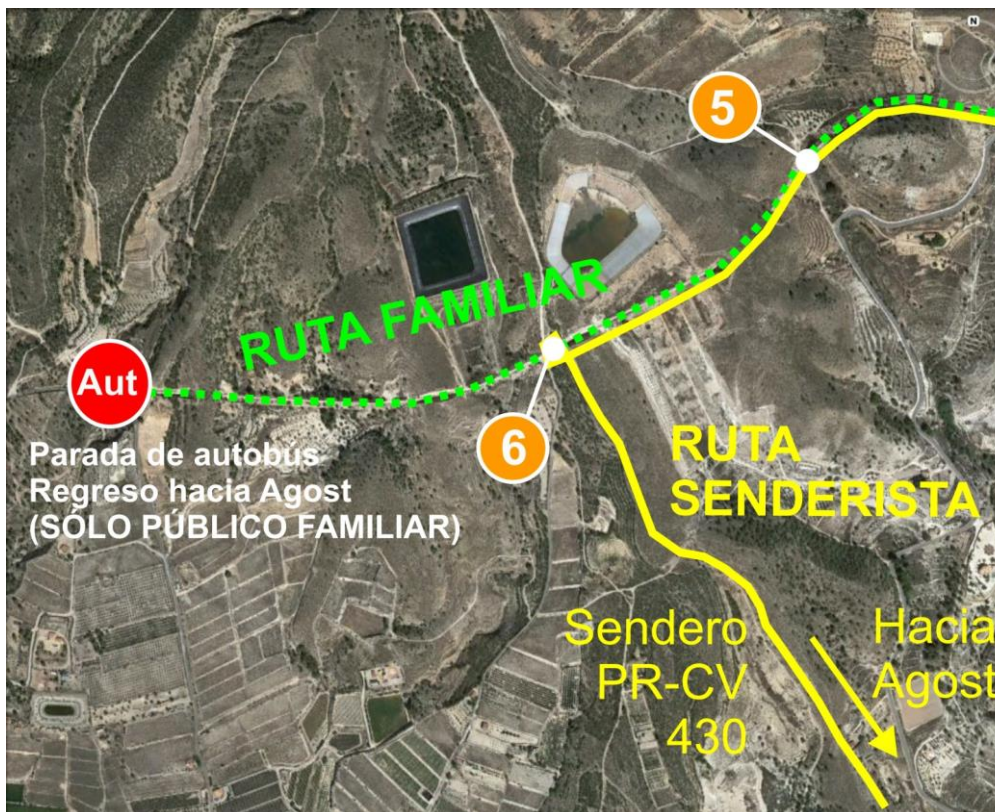 N
5
RUTA FAMILIAR
Aut
6
Parada de autobús
Regreso hacia Agost
(SÓLO PÚBLICO FAMILIAR)
RUTA
SENDERISTA
Sendero
PR-CV
430
Hacia
Agost